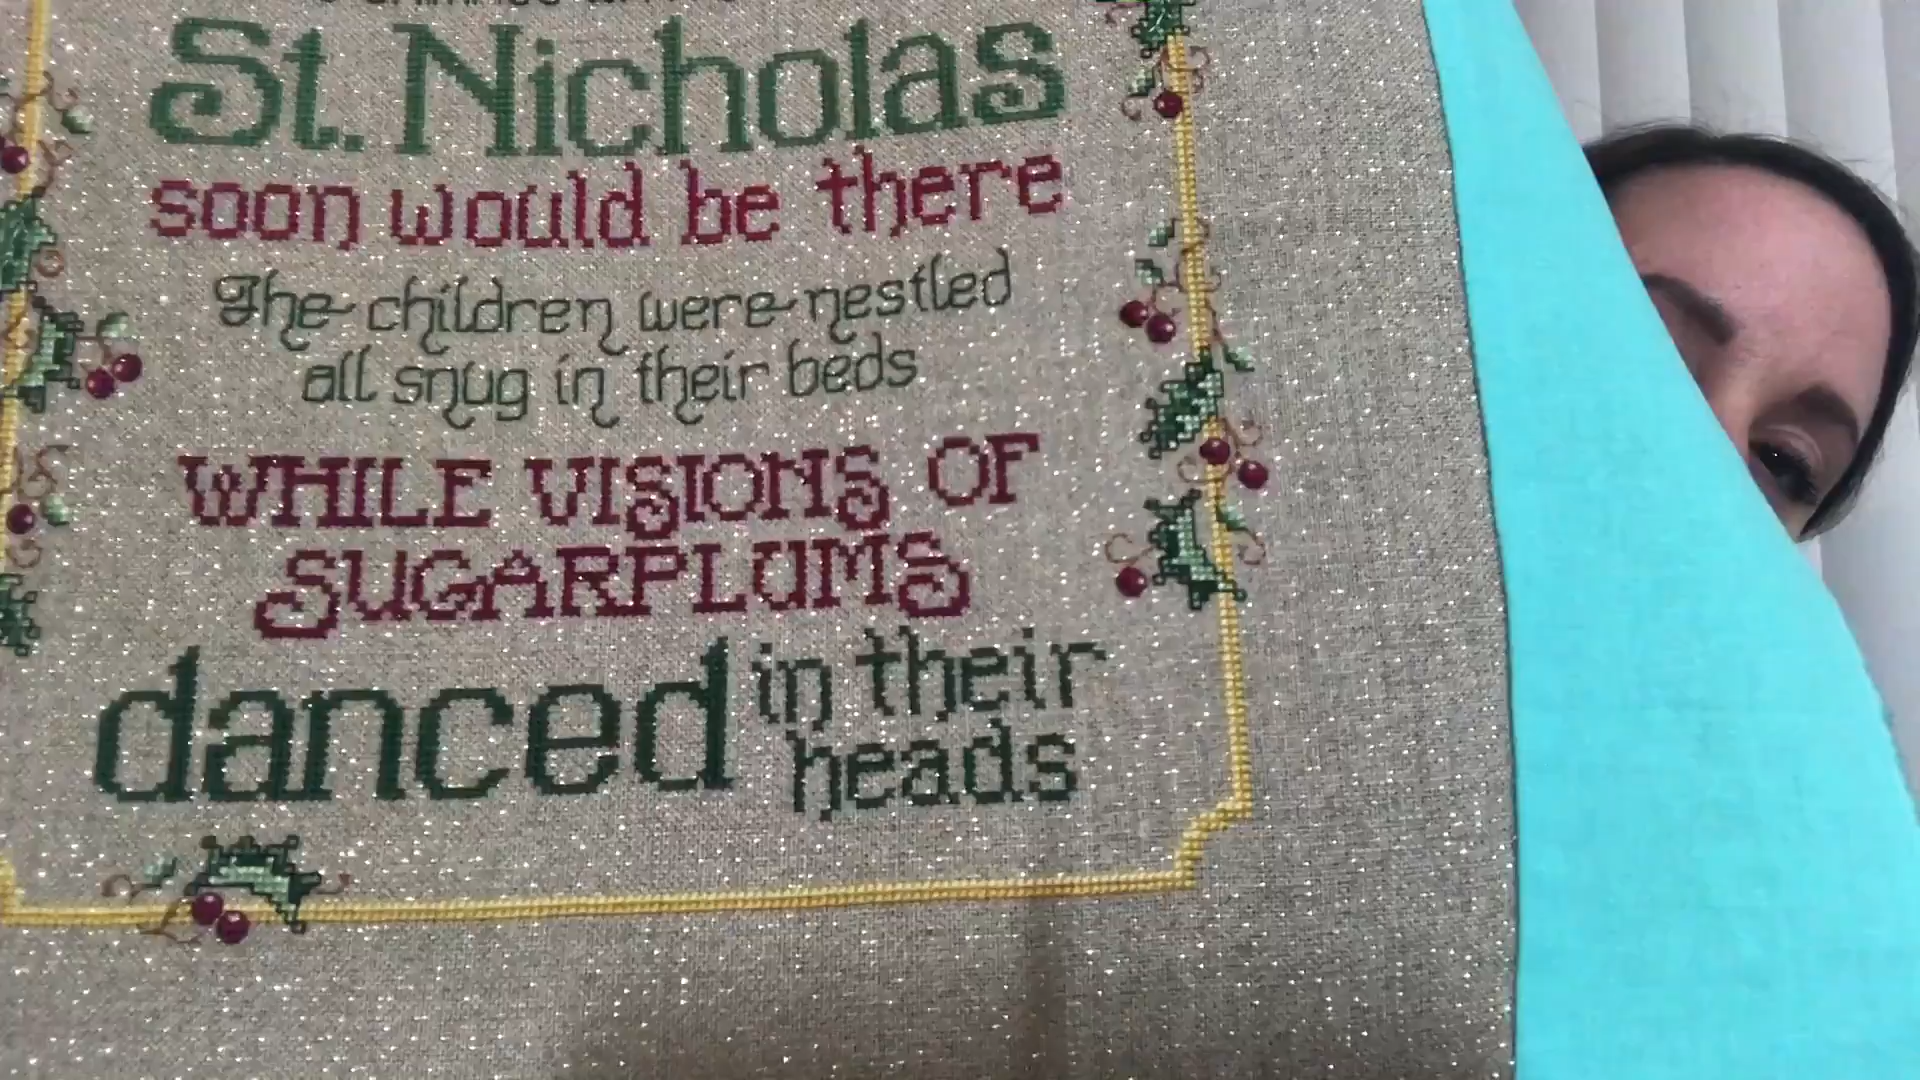 St. Nicholas
soon would be there
The children were nestled
all snug in their beds
WHILE VISIONS OF
SUGARPLUMS
danced in their
heads